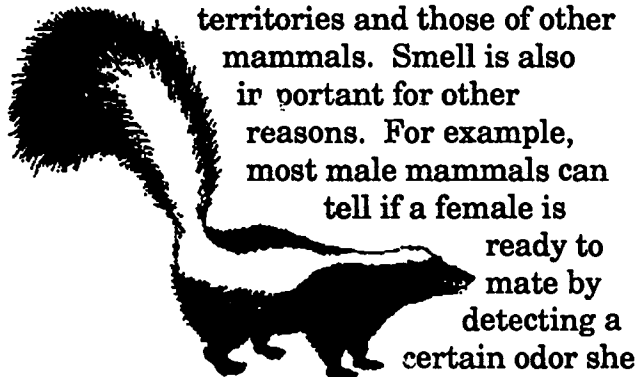 territories and those of other
mammals. Smell is also
important for other
reasons. For example,
most male mammals can
tell if a female is
ready to
mate by
detecting a
certain odor she